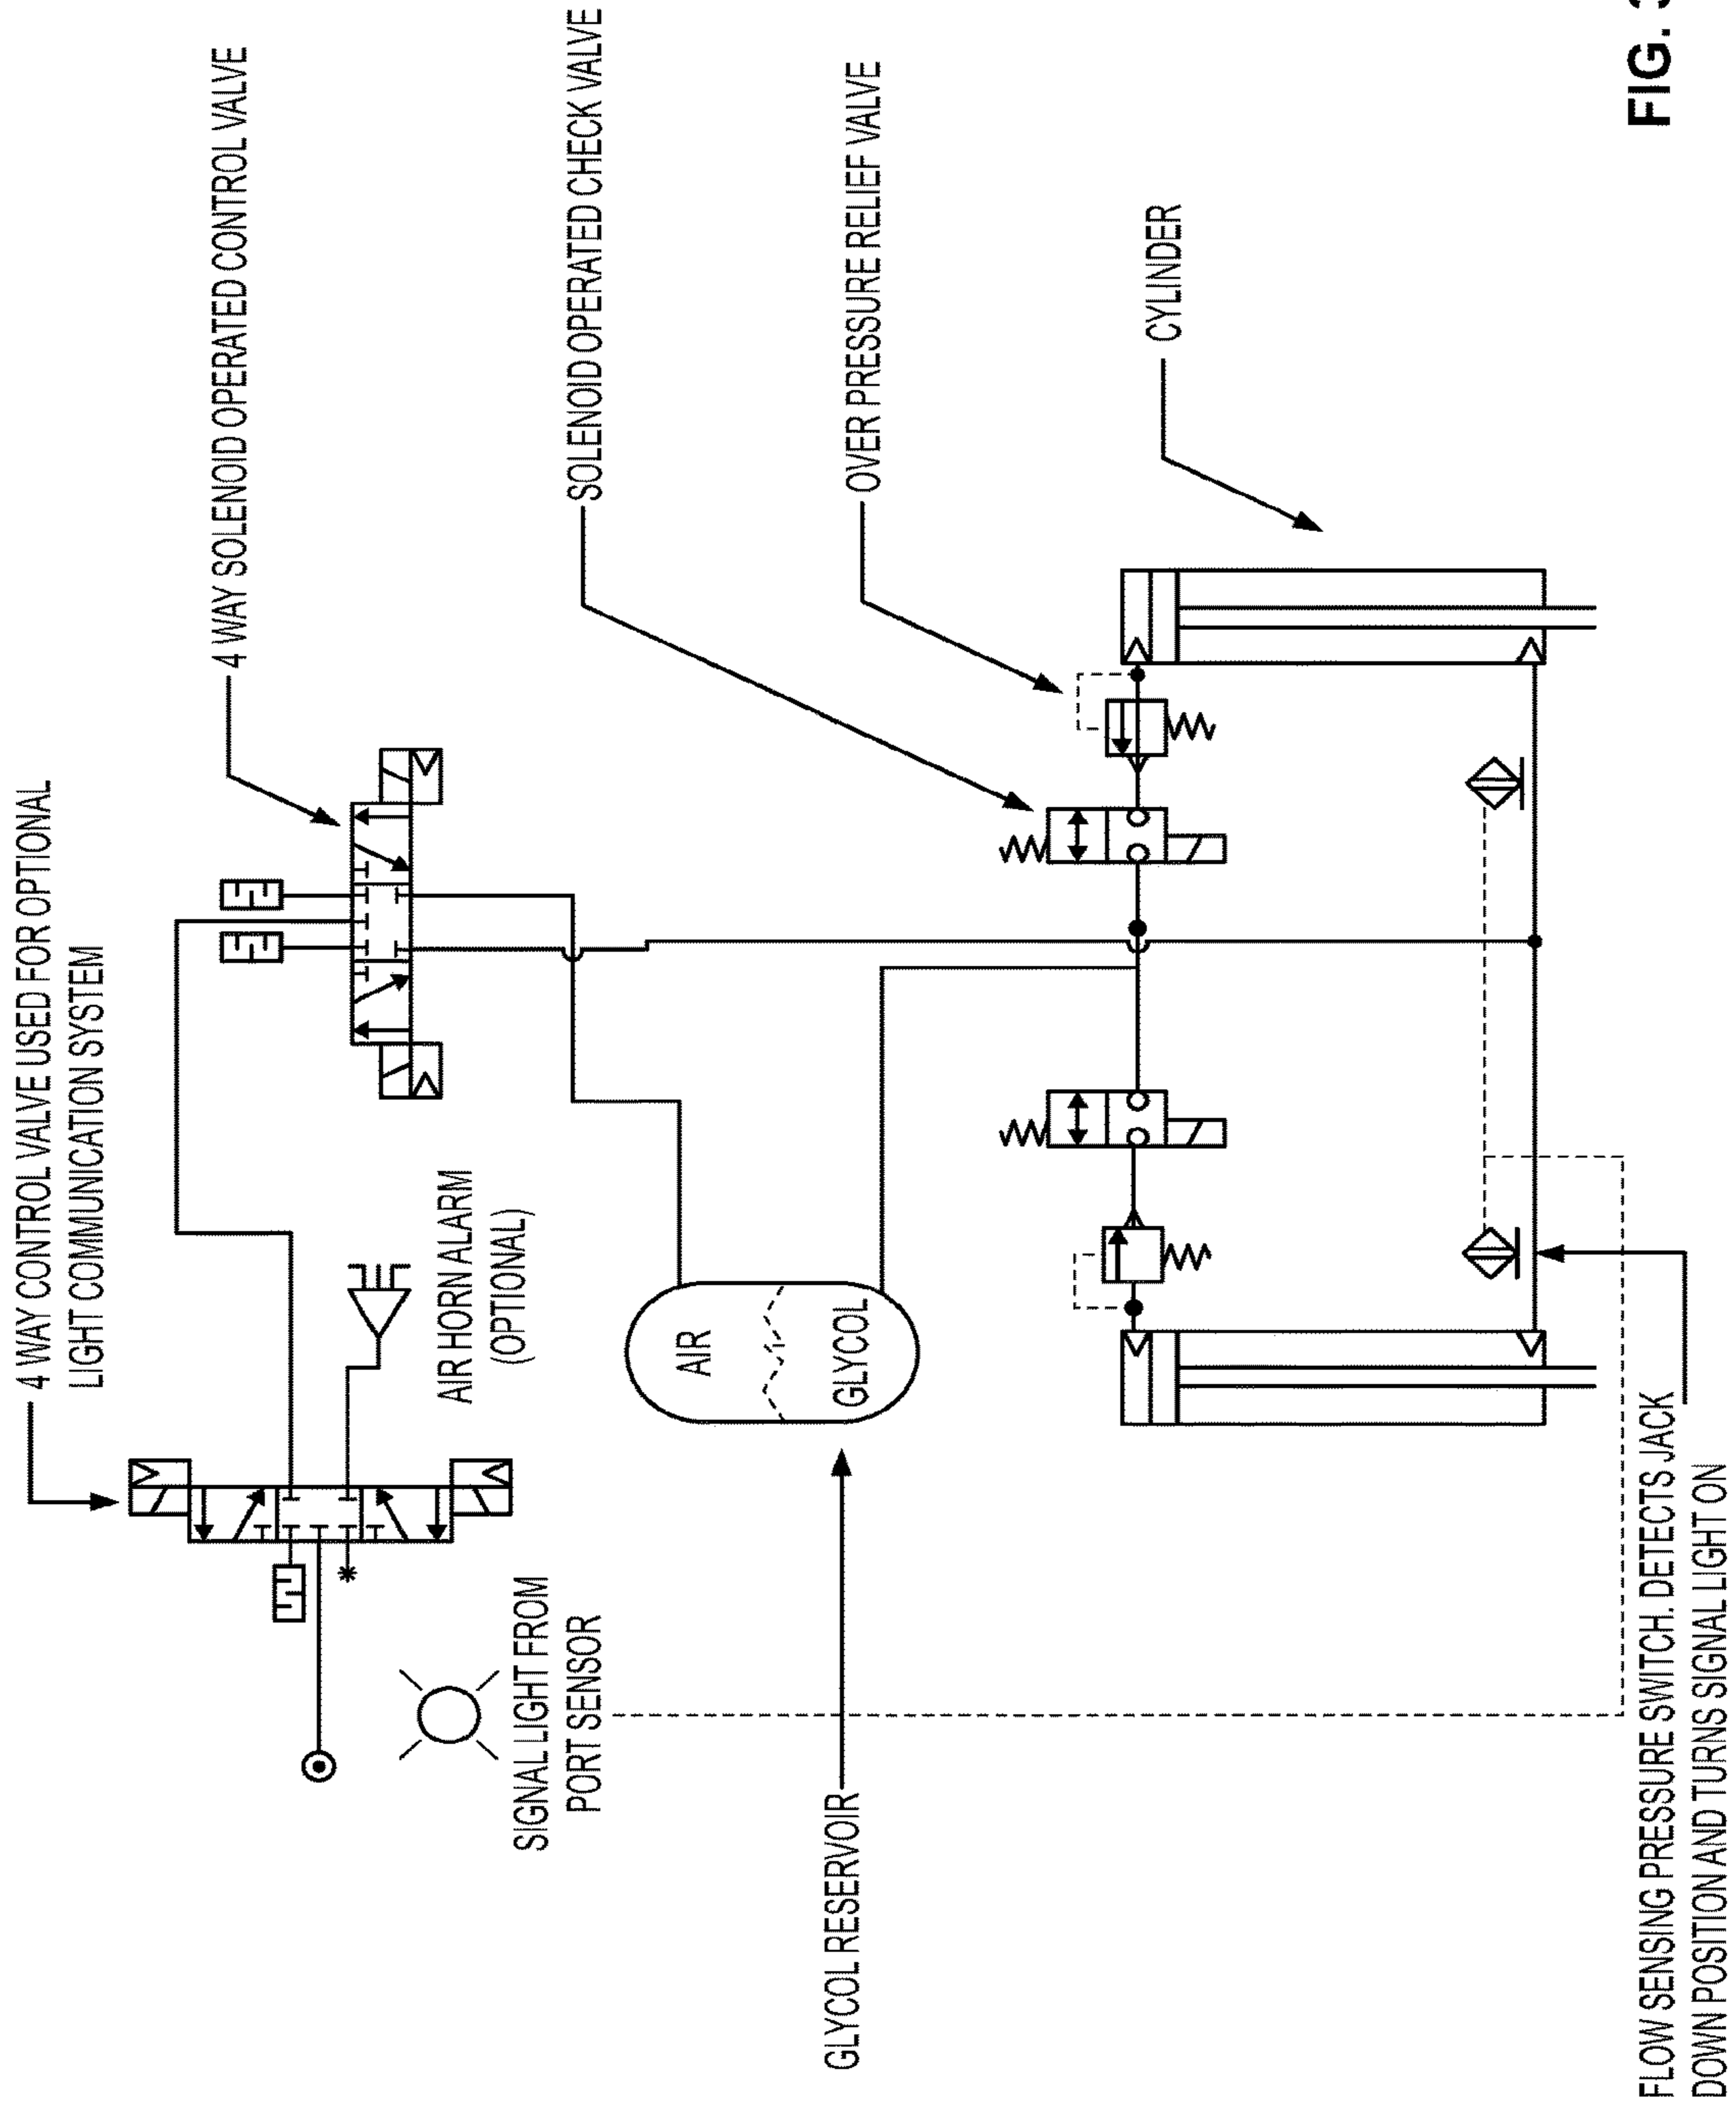 4 WAY CONTROL VALVE USED FOR OPTIONAL
LIGHT COMMUNICATION SYSTEM
4 WAY SOLENOID OPERATED CONTROL VALVE
AIR HORN ALARM
(OPTIONAL)
SIGNAL LIGHT FROM
PORT SENSOR
SOLENOID OPERATED CHECK VALVE
AIR
GLYCOL
GLYCOL RESERVOIR
OVER PRESSURE RELIEF VALVE
CYLINDER
FLOW SENSING PRESSURE SWITCH. DETECTS JACK
DOWN POSITION AND TURNS SIGNAL LIGHT ON
FIG.